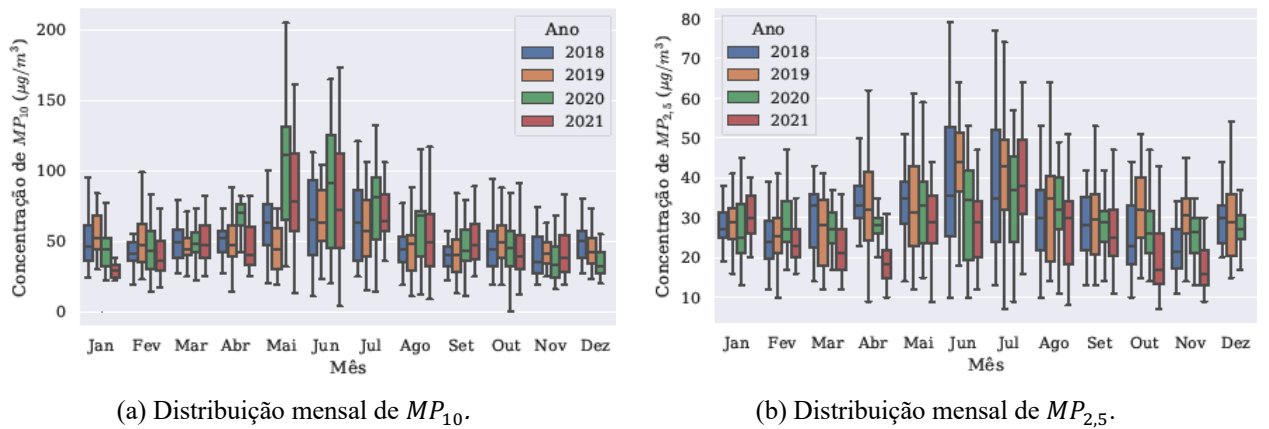 Concentração de MP10 (μg/m³)
200
150
100
50
0
Ano
2018
2019
2020
2021
Jan Fev Mar Abr Mai Jun Jul Ago Set Out Nov Dez
Mês
(a) Distribuição mensal de MP10.
Concentração de MP2,5 (μg/m³)
80
70
60
50
40
30
20
10
Ano
2018
2019
2020
2021
Jan Fev Mar Abr Mai Jun Jul Ago Set Out Nov Dez
Mês
(b) Distribuição mensal de MP2,5.